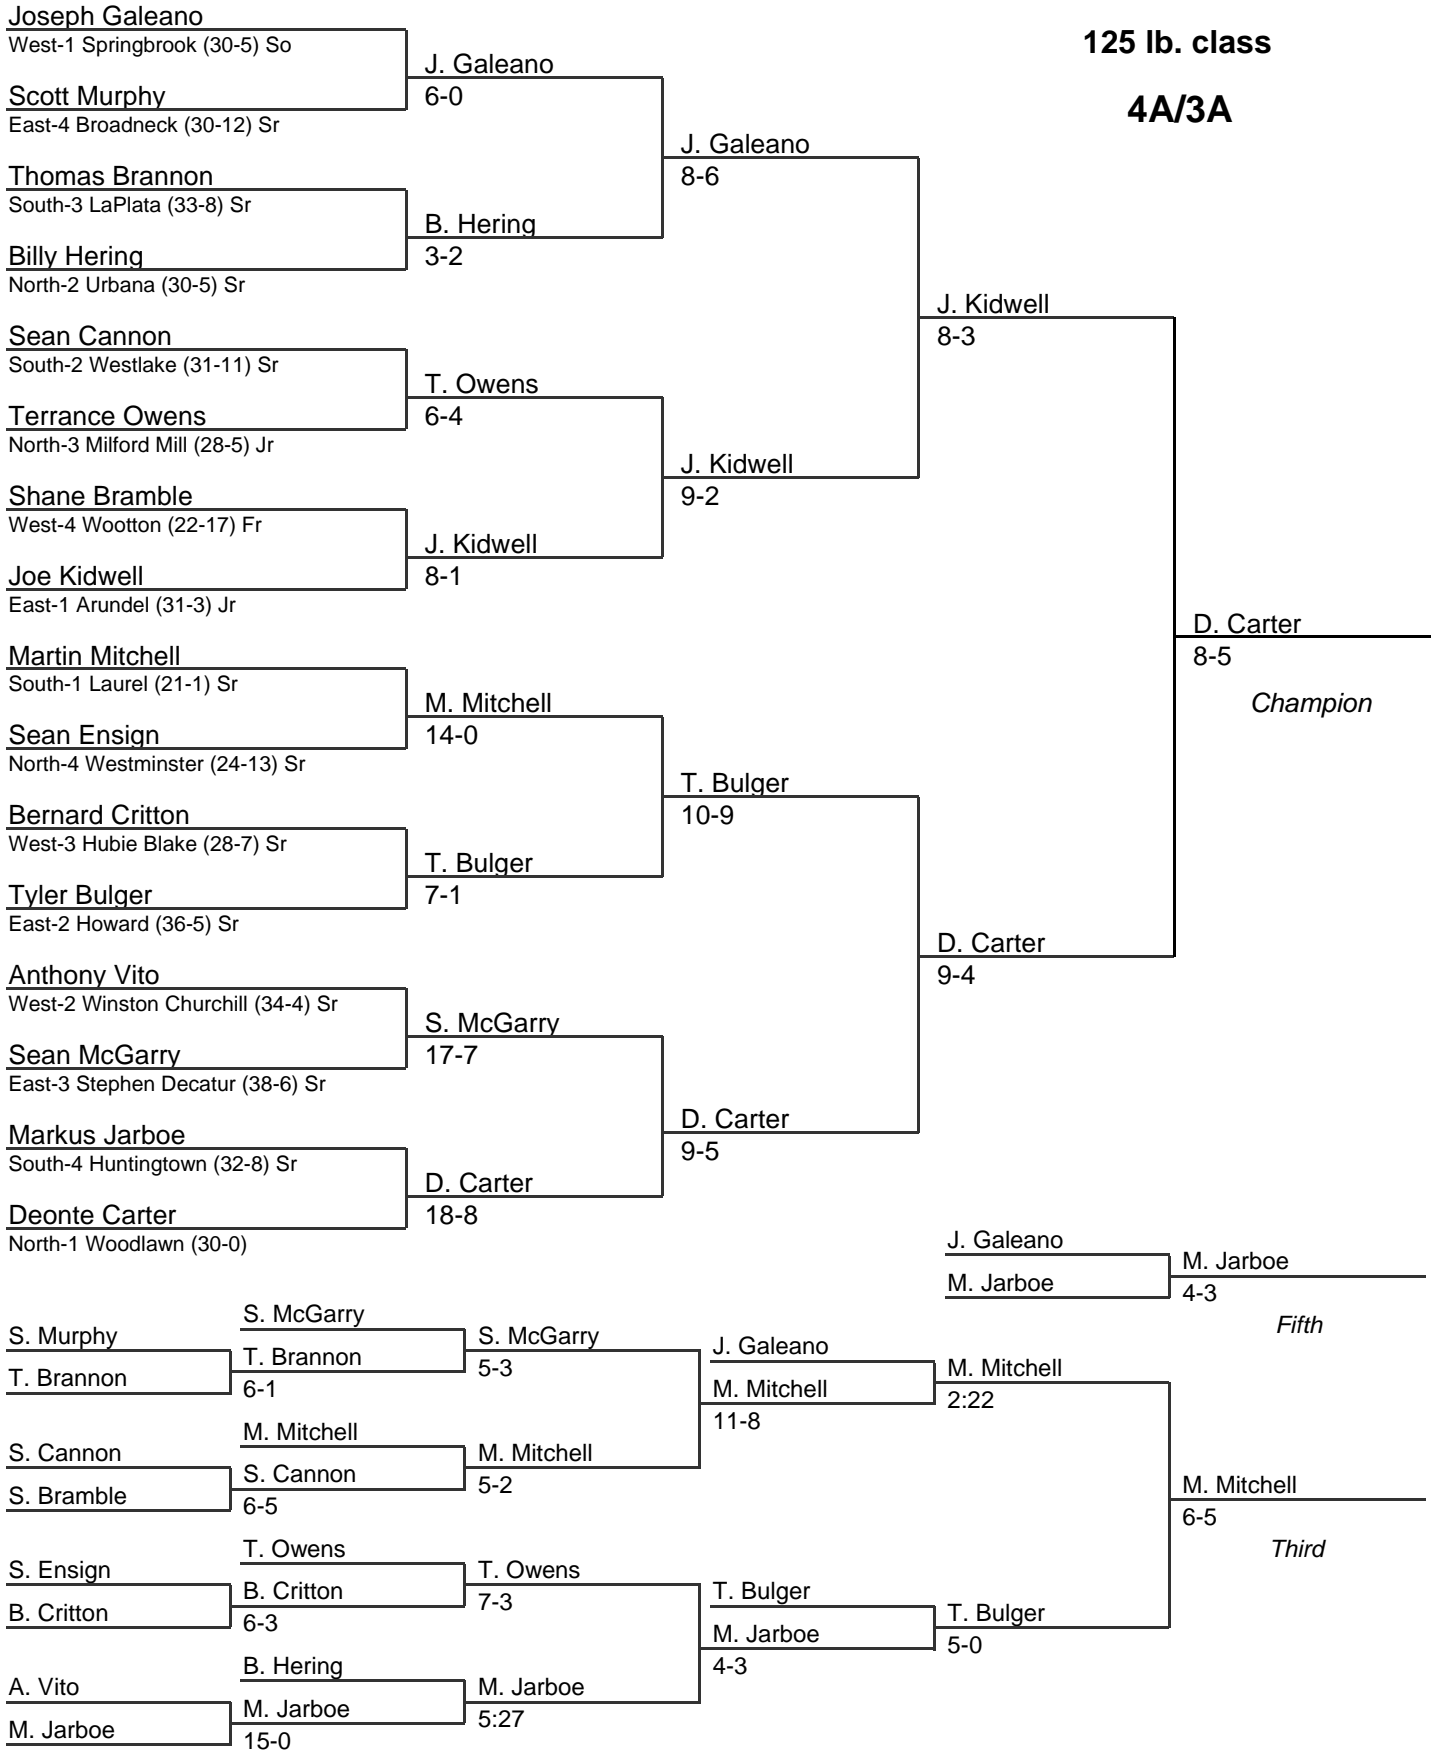 Joseph Galeano
West-1 Springbrook (30-5) So
125 lb. class
J. Galeano
6-0
Scott Murphy
East-4 Broadneck (30-12) Sr
4A/3A
J. Galeano
8-6
Thomas Brannon
South-3 LaPlata (33-8) Sr
B. Hering
3-2
Billy Hering
North-2 Urbana (30-5) Sr
J. Kidwell
8-3
Sean Cannon
South-2 Westlake (31-11) Sr
T. Owens
6-4
Terrance Owens
North-3 Milford Mill (28-5) Jr
J. Kidwell
9-2
Shane Bramble
West-4 Wootton (22-17) Fr
J. Kidwell
8-1
Joe Kidwell
East-1 Arundel (31-3) Jr
D. Carter
8-5
Champion
Martin Mitchell
South-1 Laurel (21-1) Sr
M. Mitchell
14-0
Sean Ensign
North-4 Westminster (24-13) Sr
T. Bulger
10-9
Bernard Critton
West-3 Hubie Blake (28-7) Sr
T. Bulger
7-1
Tyler Bulger
East-2 Howard (36-5) Sr
D. Carter
9-4
Anthony Vito
West-2 Winston Churchill (34-4) Sr
S. McGarry
17-7
Sean McGarry
East-3 Stephen Decatur (38-6) Sr
D. Carter
9-5
Markus Jarboe
South-4 Huntingtown (32-8) Sr
D. Carter
18-8
Deonte Carter
North-1 Woodlawn (30-0)
J. Galeano
M. Jarboe
M. Jarboe
4-3
Fifth
S. Murphy
T. Brannon
S. McGarry
T. Brannon
6-1
S. McGarry
5-3
J. Galeano
M. Mitchell
11-8
M. Mitchell
2:22
S. Cannon
S. Bramble
M. Mitchell
S. Cannon
6-5
M. Mitchell
5-2
M. Mitchell
6-5
Third
S. Ensign
B. Critton
T. Owens
B. Critton
6-3
T. Owens
7-3
T. Bulger
M. Jarboe
4-3
T. Bulger
5-0
A. Vito
M. Jarboe
B. Hering
M. Jarboe
15-0
M. Jarboe
5:27